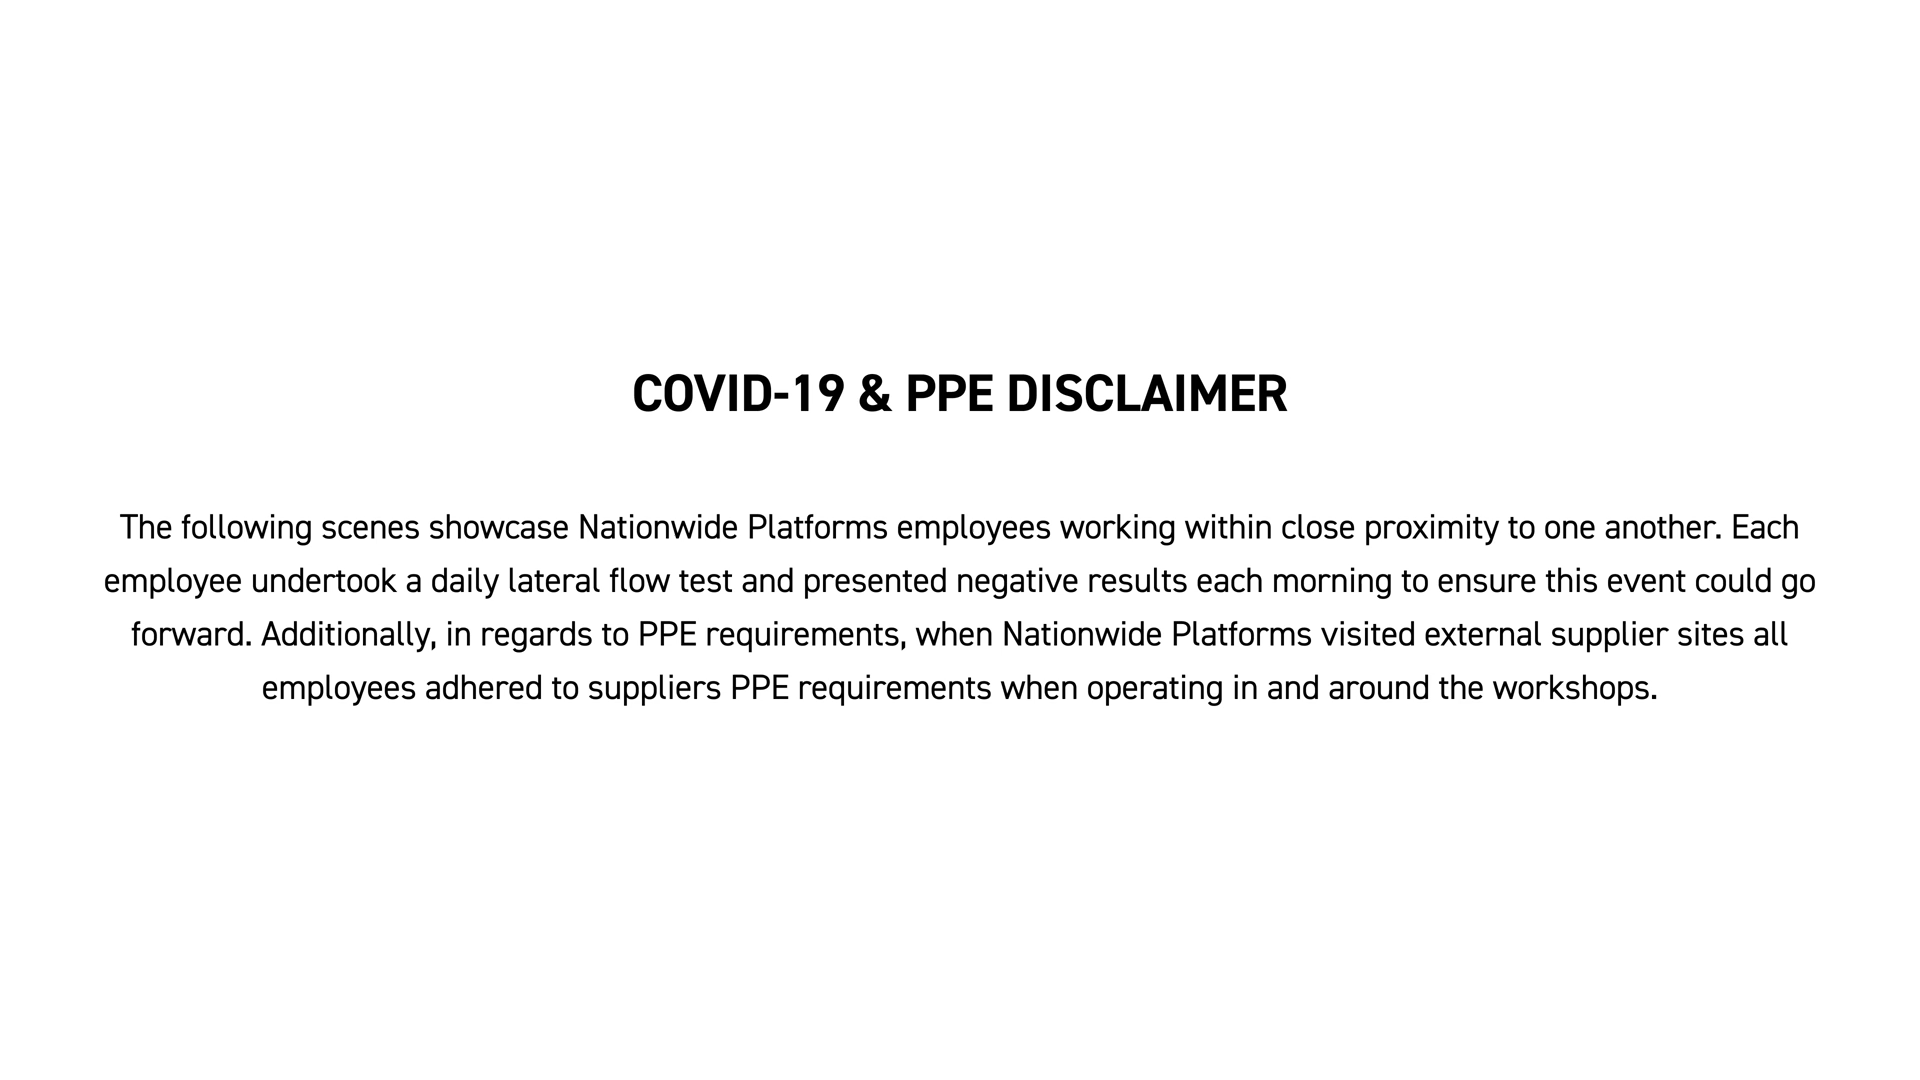 COVID-19 & PPE DISCLAIMER
The following scenes showcase Nationwide Platforms employees working within close proximity to one another. Each
employee undertook a daily lateral flow test and presented negative results each morning to ensure this event could go
forward. Additionally, in regards to PPE requirements, when Nationwide Platforms visited external supplier sites all
employees adhered to suppliers PPE requirements when operating in and around the workshops.